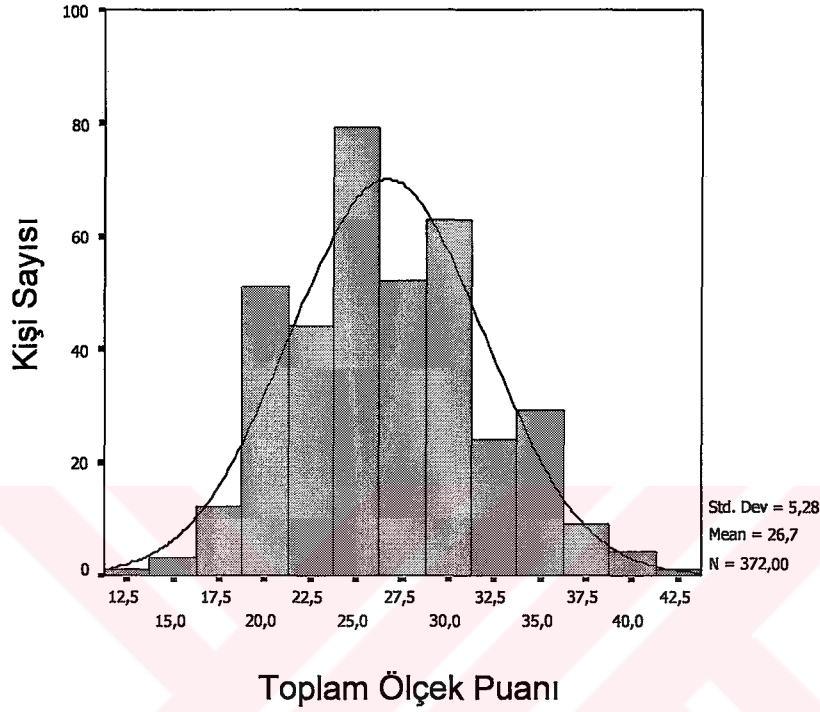 Kişi Sayısı
100
80
60
40
20
0
12,5 17,5 22,5 27,5 32,5 37,5 42,5
15,0 20,0 25,0 30,0 35,0 40,0
Std. Dev = 5,28
Mean = 26,7
N = 372,00
Toplam Ölçek Puanı